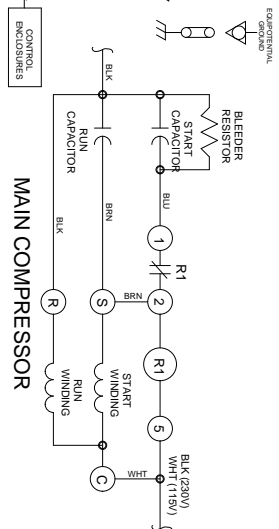 EQUIPOTENTIAL
GROUND
CONTROL
ENCLOSURES
BLK
BLEEDER
RESISTOR
START
CAPACITOR
RUN
CAPACITOR
BLU
BRN
BLK
1
R1
2
BRN
S
R
R1
START
WINDING
RUN
WINDING
5
C
WHT
BLK (230V)
WHT (115V)
MAIN COMPRESSOR